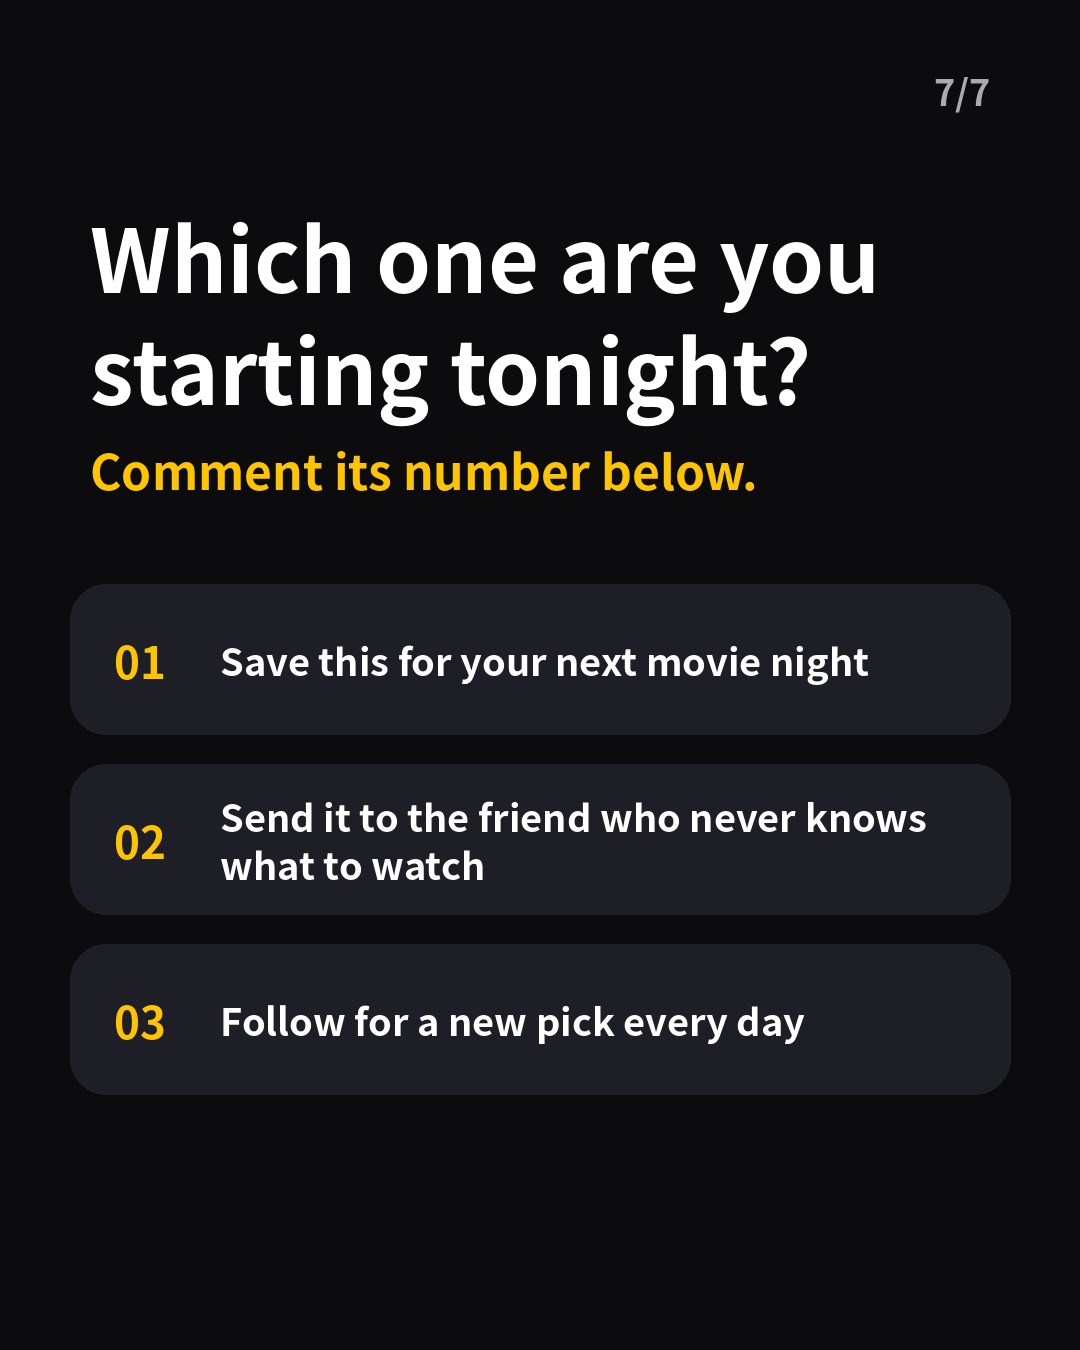 7/7
Which one are you
starting tonight?
Comment its number below.
01 Save this for your next movie night
02 Send it to the friend who never knows
what to watch
03 Follow for a new pick every day